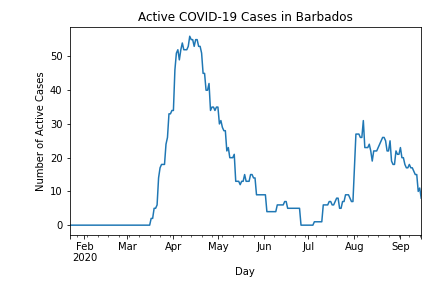 Active COVID-19 Cases in Barbados
Number of Active Cases
50
40
30
20
10
0
Feb Mar Apr May Jun Jul Aug Sep
2020
Day